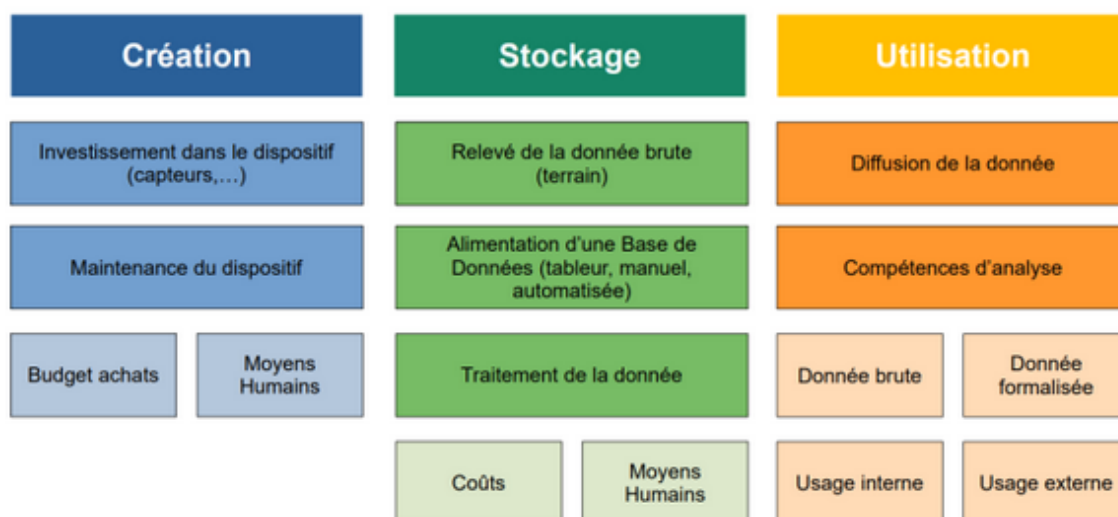 Création
Stockage
Utilisation
Investissement dans le dispositif
(capteurs,…)
Relevé de la donnée brute
(terrain)
Diffusion de la donnée
Maintenance du dispositif
Alimentation d'une Base de
Données (tableur, manuel,
automatisée)
Compétences d'analyse
Budget achats
Moyens
Humains
Traitement de la donnée
Donnée brute
Donnée
formalisée
Coûts
Moyens
Humains
Usage interne
Usage externe